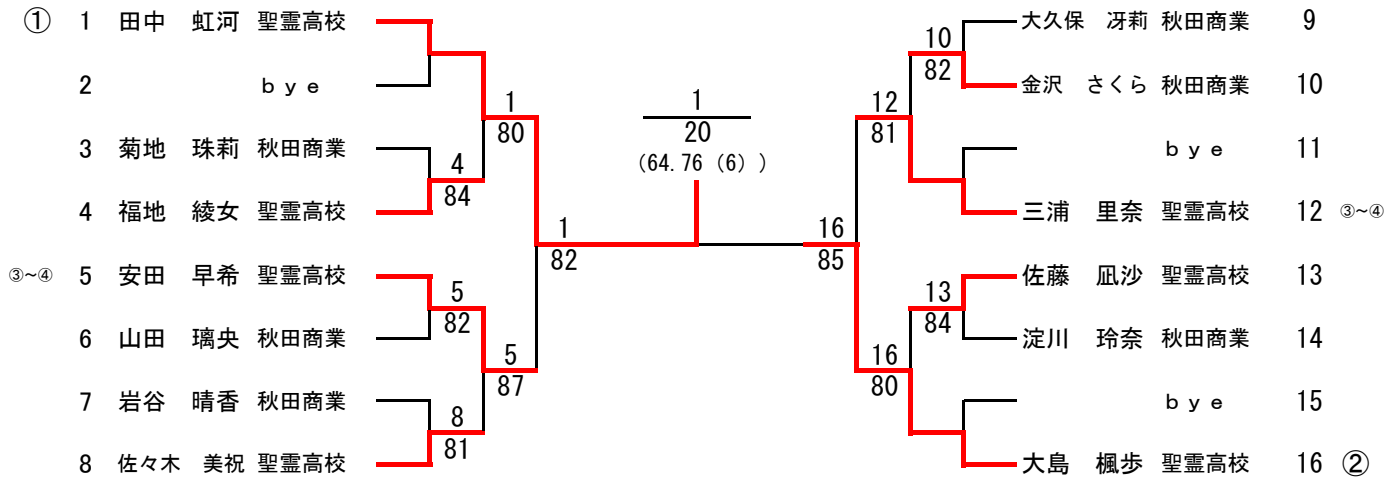 ① 1 田中 虹河 聖霊高校
2 bye
1
80
3 菊地 珠莉 秋田商業
4
84
4 福地 綾女 聖霊高校
1
82
③~④ 5 安田 早希 聖霊高校
5
82
6 山田 璃央 秋田商業
5
87
7 岩谷 晴香 秋田商業
8
81
8 佐々木 美祝 聖霊高校
1
20
(64.76 (6) )
大久保 冴莉 秋田商業 9
10
82
金沢 さくら 秋田商業 10
12
81
bye 11
三浦 里奈 聖霊高校 12 ③~④
16
85
佐藤 凪沙 聖霊高校 13
13
84
淀川 玲奈 秋田商業 14
16
80
bye 15
大島 楓歩 聖霊高校 16 ②